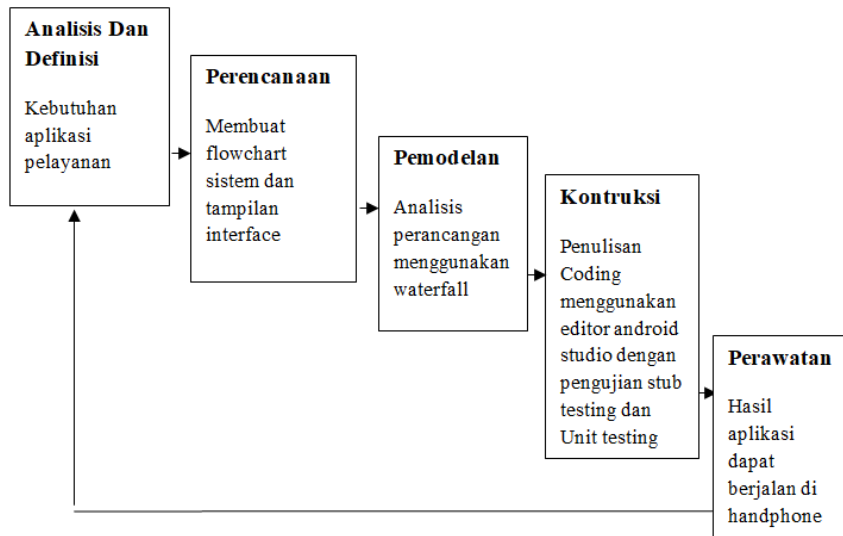 Analisis Dan
Definisi
Kebutuhan
aplikasi
pelayanan
Perencanaan
Membuat
flowchart
sistem dan
tampilan
interface
Pemodelan
Analisis
perancangan
menggunakan
waterfall
Kontruksi
Penulisan
Coding
menggunakan
editor android
studio dengan
pengujian stub
testing dan
Unit testing
Perawatan
Hasil
aplikasi
dapat
berjalan di
handphone